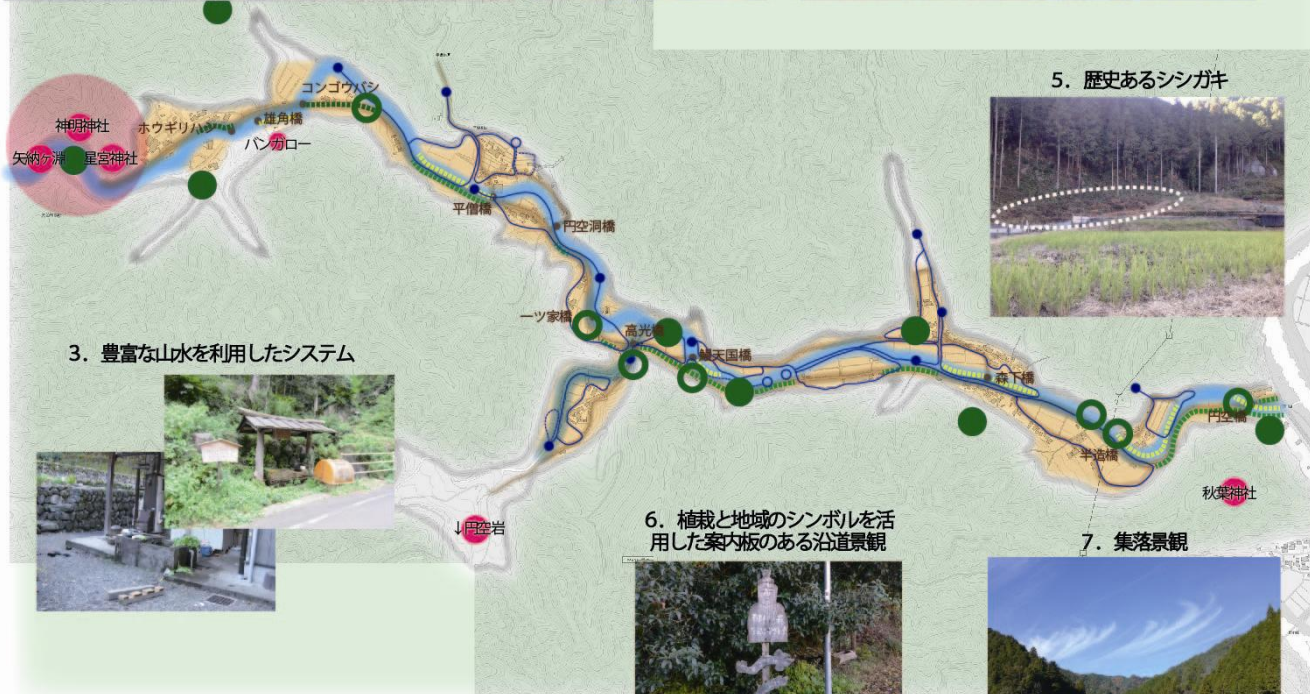 5．歴史あるシシガキ
コンゴウバシ
神明神社
ホウギリハシ
雄角橋
バンガロー
矢納ヶ淵
星宮神社
平僧橋
円空洞橋
一ツ家橋
高光橋
鰻天国橋
森下橋
円空橋
半造橋
秋葉神社
3．豊富な山水を利用したシステム
↓円空岩
6．植栽と地域のシンボルを活
用した案内板のある沿道景観
7．集落景観